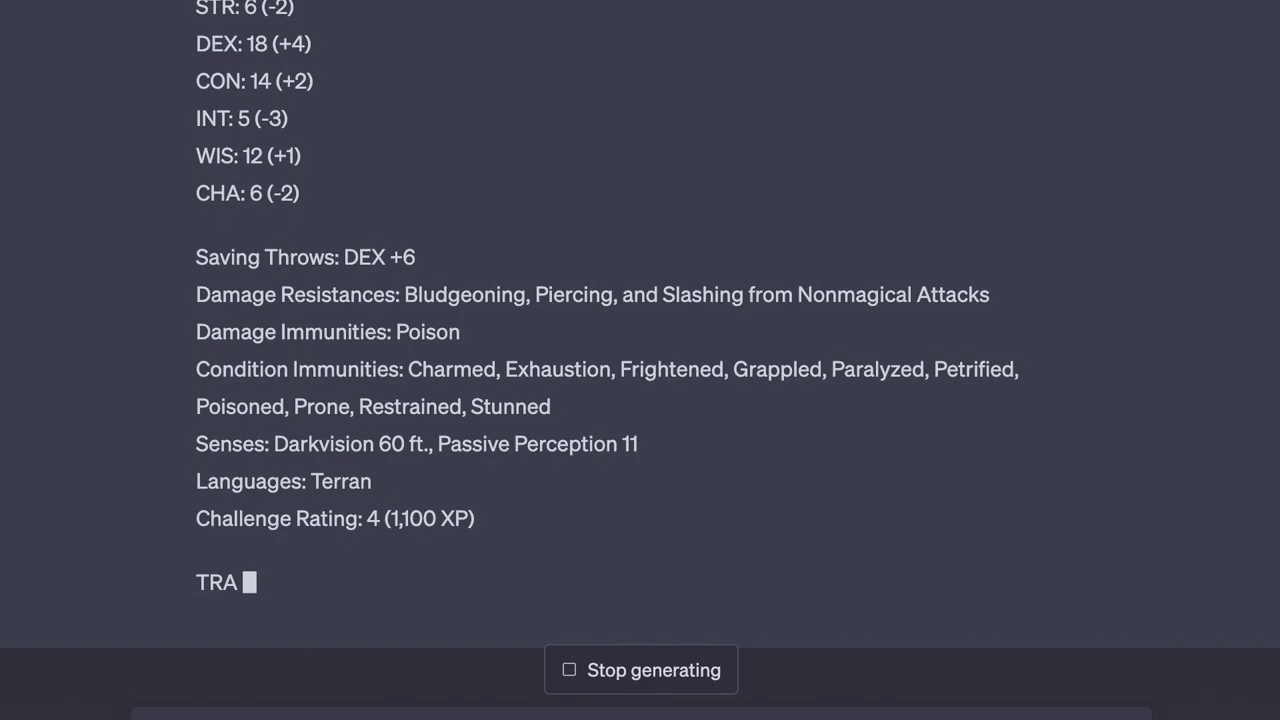 STR: 6 (-2)
DEX: 18 (+4)
CON: 14 (+2)
INT: 5 (-3)
WIS: 12 (+1)
CHA: 6 (-2)
Saving Throws: DEX +6
Damage Resistances: Bludgeoning, Piercing, and Slashing from Nonmagical Attacks
Damage Immunities: Poison
Condition Immunities: Charmed, Exhaustion, Frightened, Grappled, Paralyzed, Petrified,
Poisoned, Prone, Restrained, Stunned
Senses: Darkvision 60 ft., Passive Perception 11
Languages: Terran
Challenge Rating: 4 (1,100 XP)
TRA
Stop generating